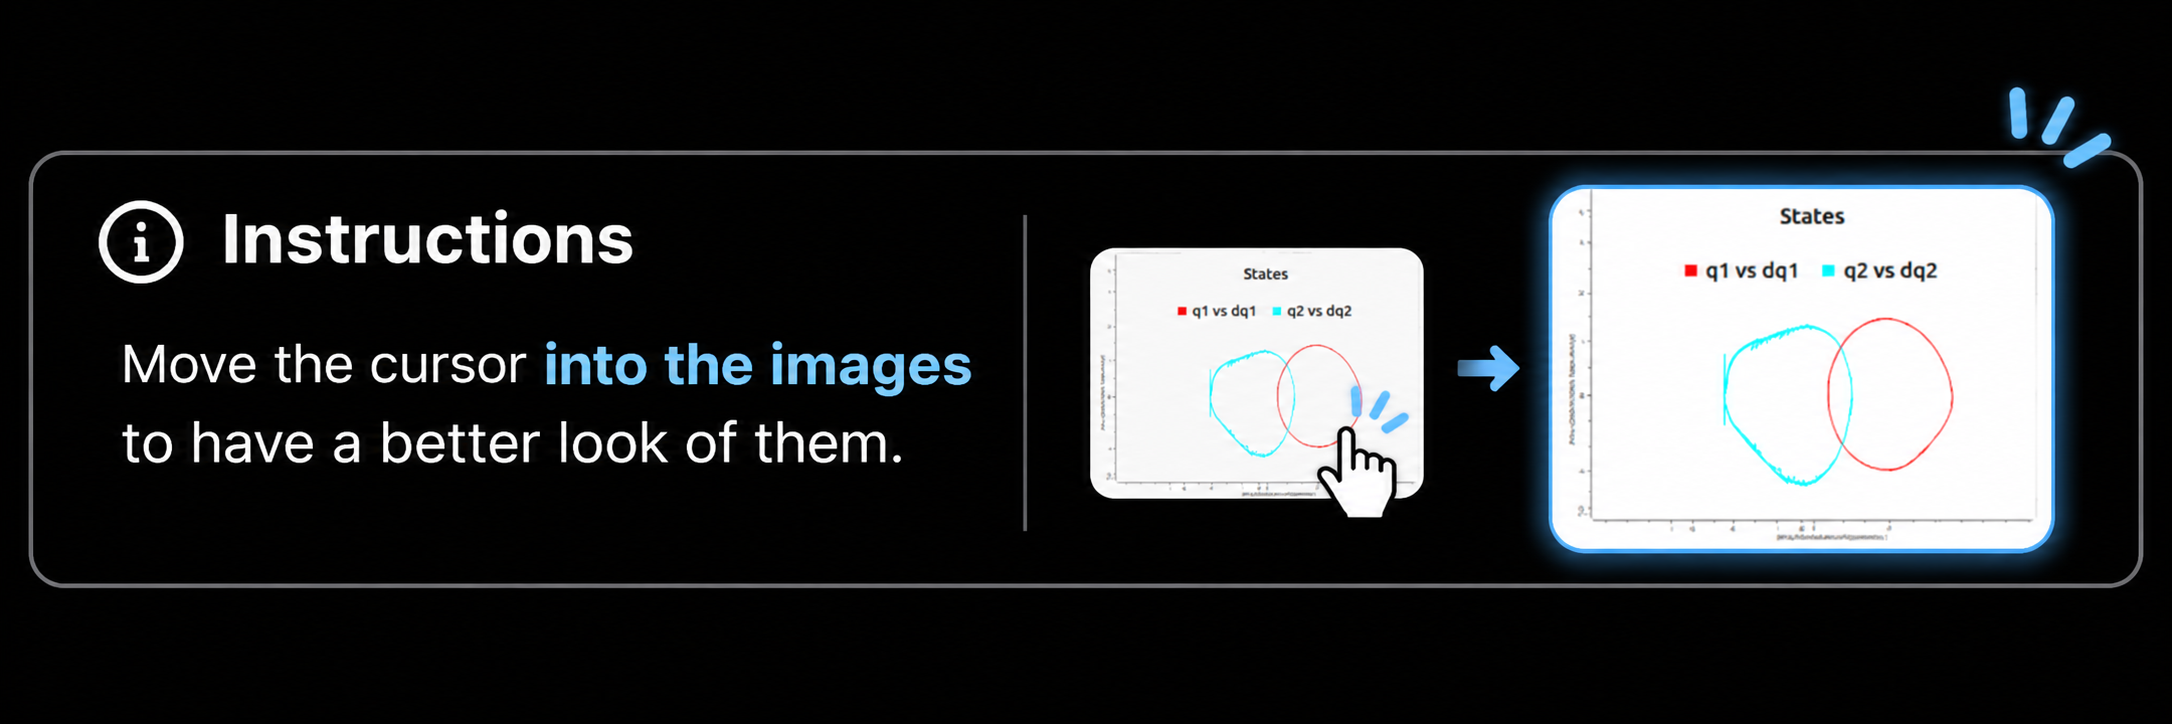 Instructions
Move the cursor into the images
to have a better look of them.
States
q1 vs dq1 q2 vs dq2
States
q1 vs dq1 q2 vs dq2